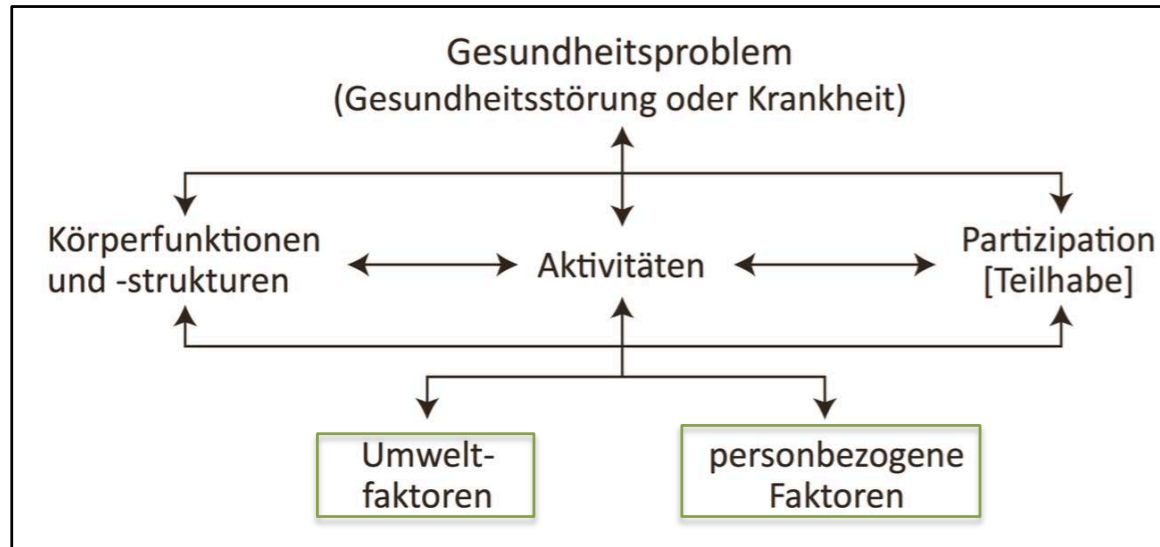 Gesundheitsproblem
(Gesundheitsstörung oder Krankheit)
Körperfunktionen
und -strukturen
Aktivitäten
Partizipation
[Teilhabe]
Umwelt-
faktoren
personbezogene
Faktoren